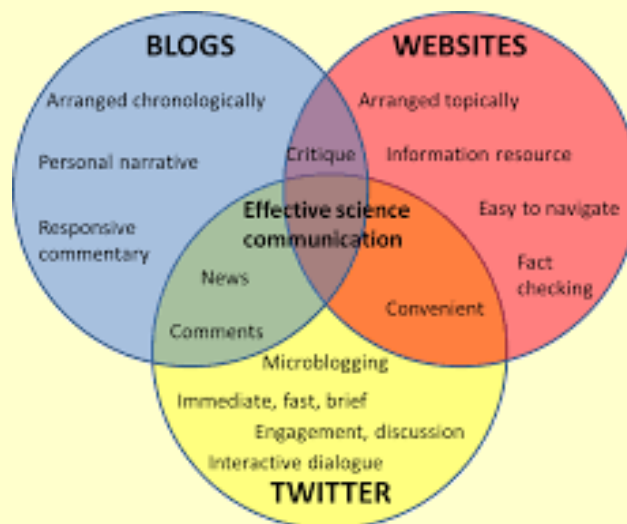 BLOGS
WEBSITES
Arranged chronologically
Arranged topically
Personal narrative
Critique
Information resource
Responsive
commentary
Effective science
communication
Easy to navigate
Fact
checking
News
Comments
Convenient
Microblogging
Immediate, fast, brief
Engagement, discussion
Interactive dialogue
TWITTER